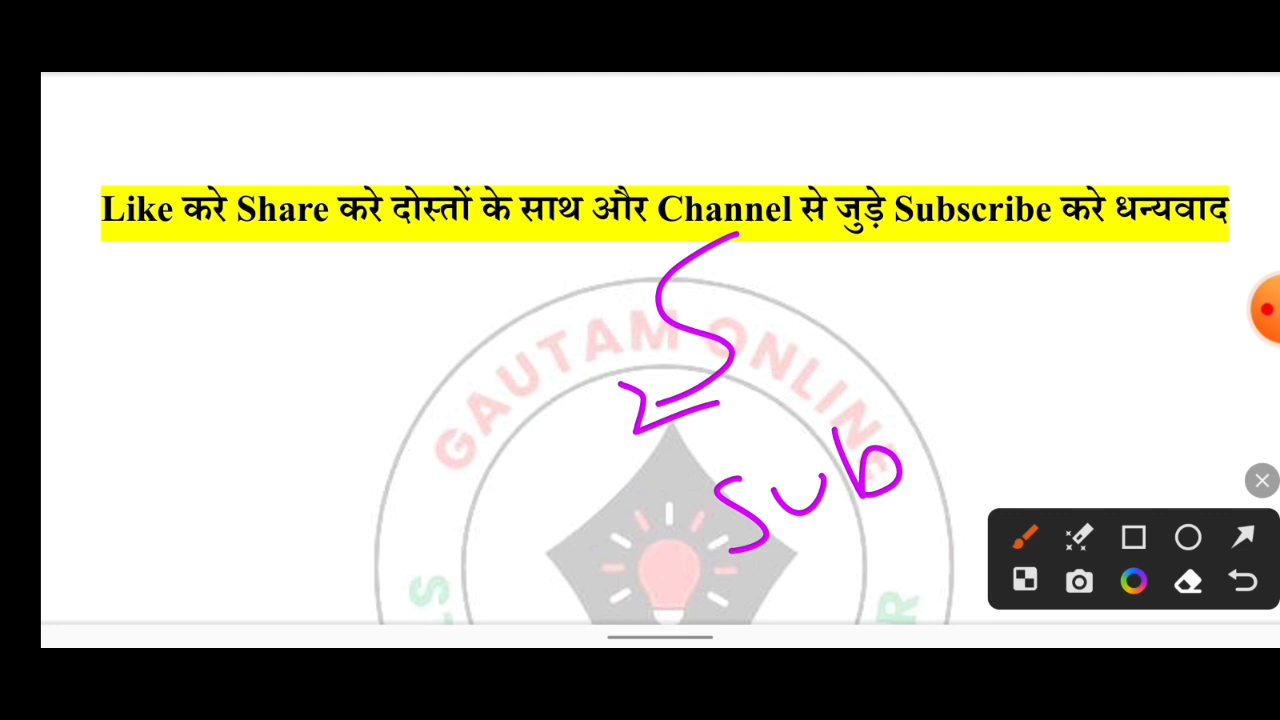 Like करे Share करे दोस्तों के साथ और Channel से जुड़े Subscribe करे धन्यवाद
GAUTAM ONLINE
Sub